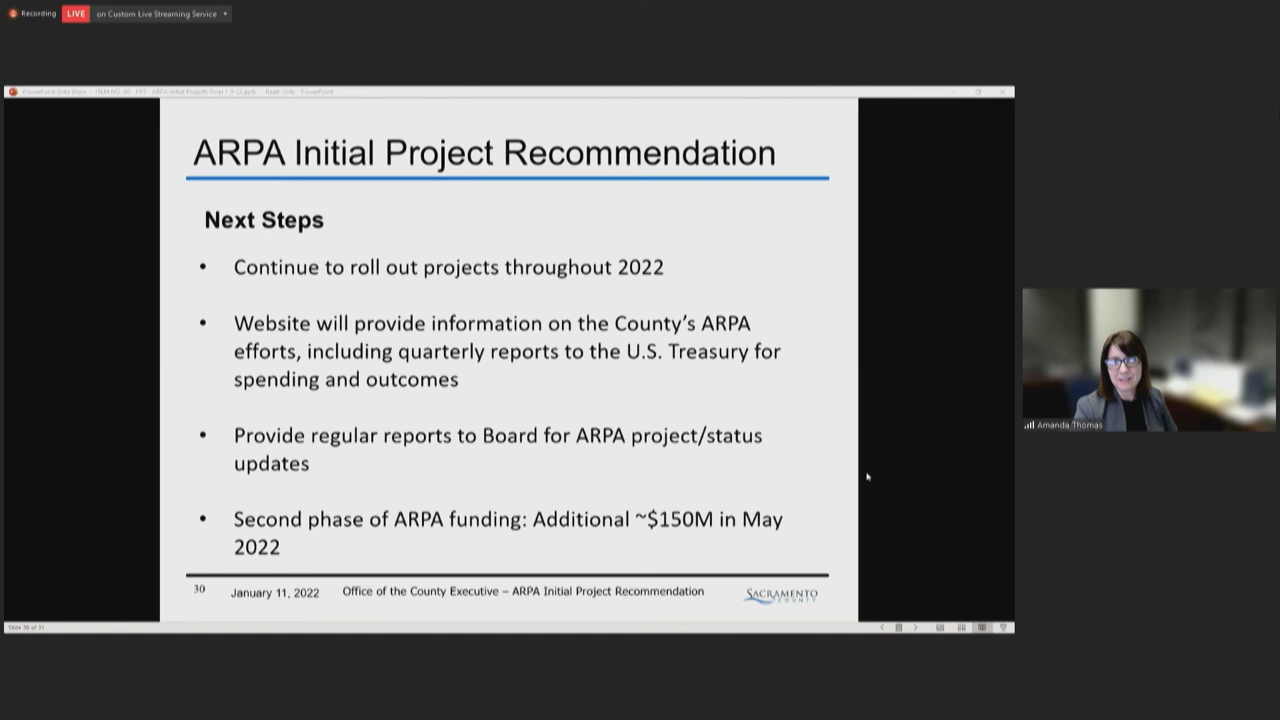 Recording LIVE on Custom Live Streaming Service
ARPA Initial Project Recommendation
Next Steps
• Continue to roll out projects throughout 2022
• Website will provide information on the County's ARPA
efforts, including quarterly reports to the U.S. Treasury for
spending and outcomes
• Provide regular reports to Board for ARPA project/status
updates
• Second phase of ARPA funding: Additional ~$150M in May
2022
30 January 11, 2022 Office of the County Executive – ARPA Initial Project Recommendation
SACRAMENTO
COUNTY
Slide 30 of 31
Amanda Thomas